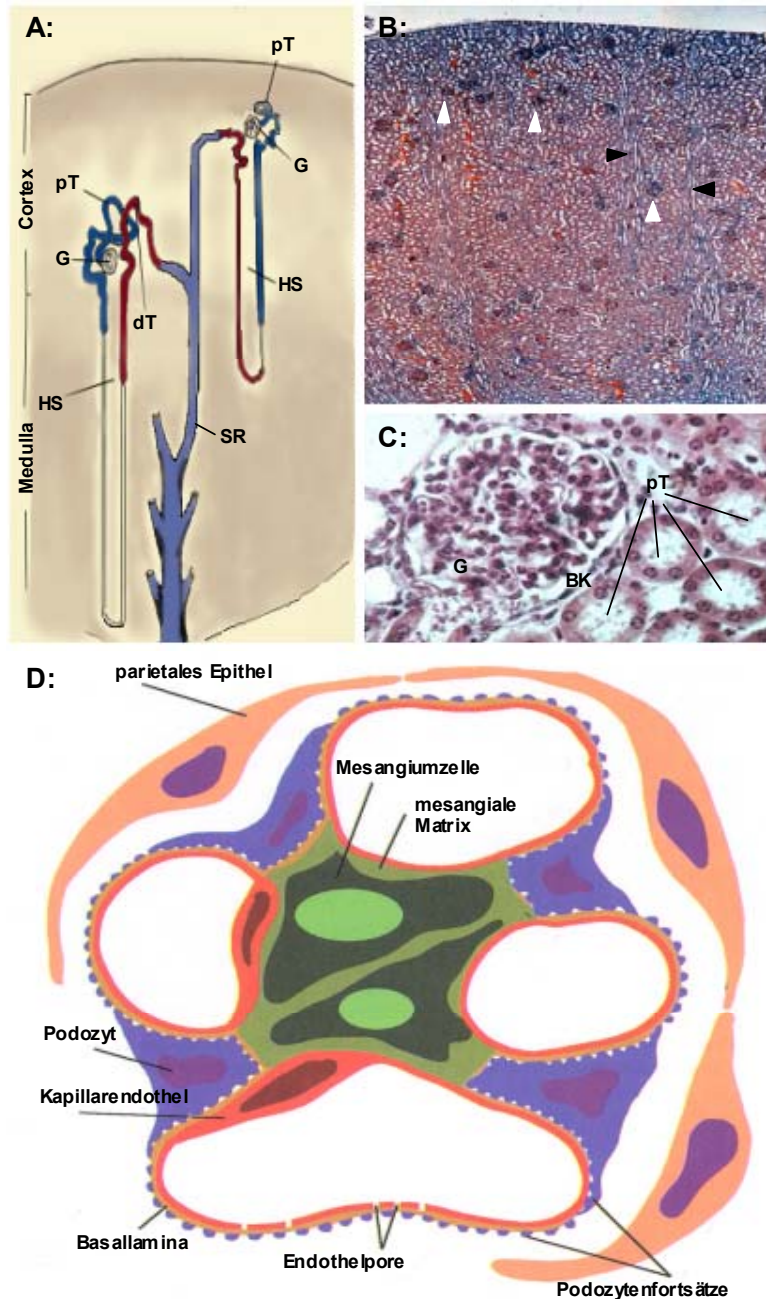 A:
pT
G
pT
G
dT
HS
HS
SR
Cortex
Medulla
B:
C:
pT
G
BK
D:
parietales Epithel
Mesangiumzelle
mesangiale
Matrix
Podozyt
Kapillarendothel
Basallamina
Endothelpore
Podozytenfortsätze